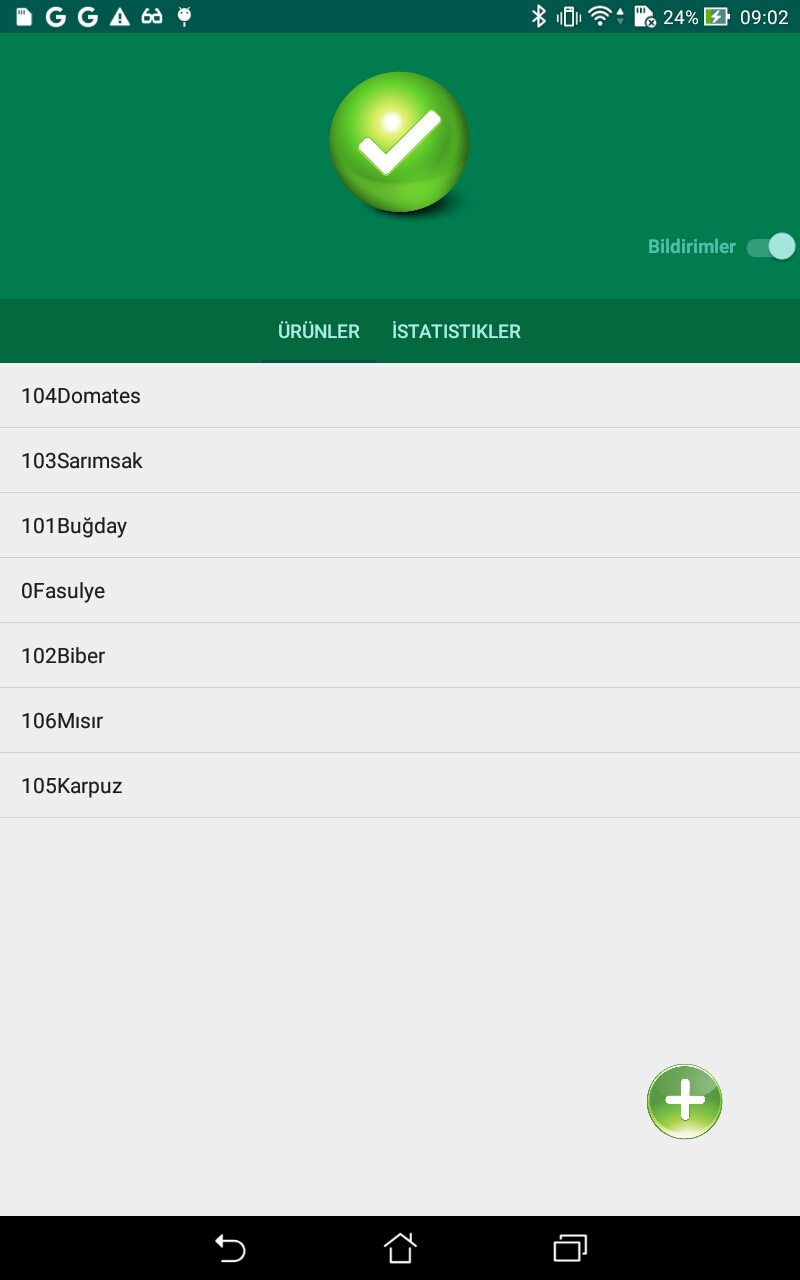 24% 09:02
Bildirimler
ÜRÜNLER İSTATISTIKLER
104Domates
103Sarımsak
101Buğday
0Fasulye
102Biber
106Mısır
105Karpuz